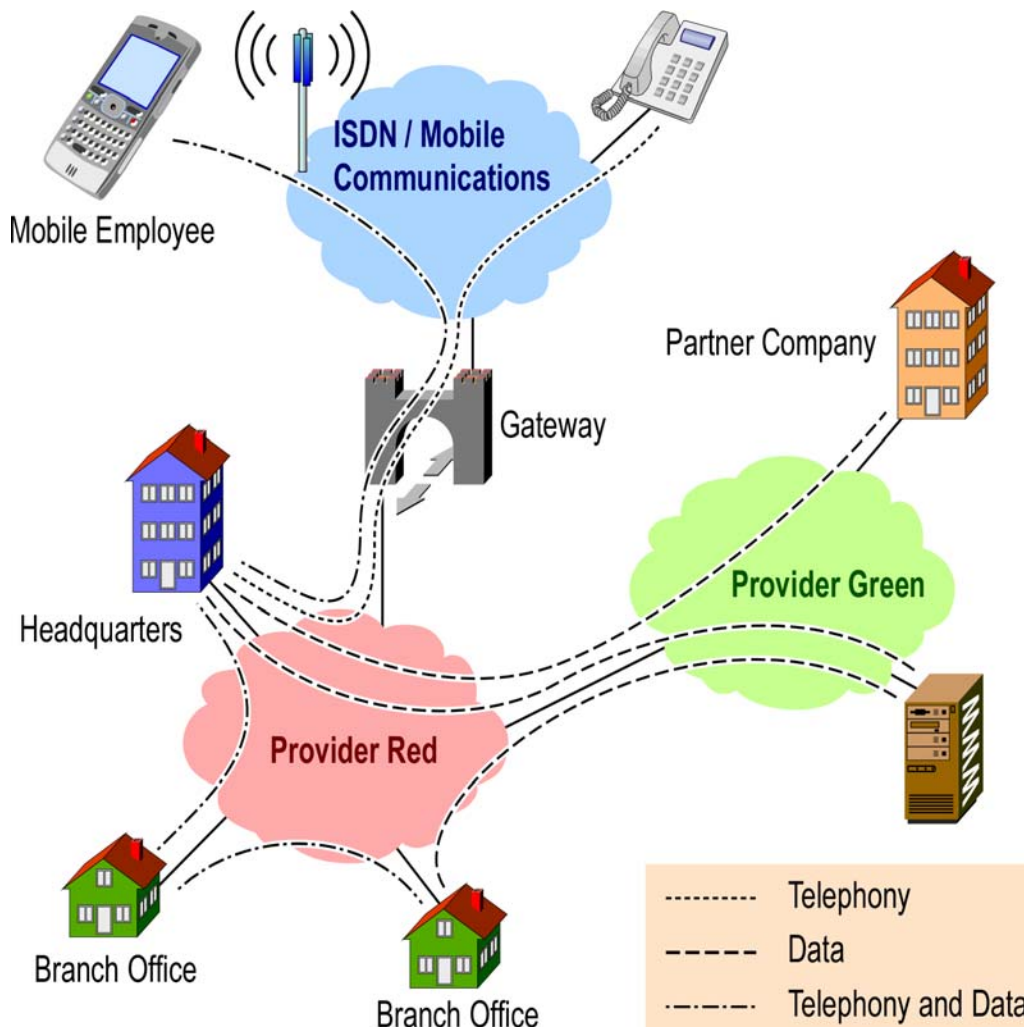 ISDN / Mobile
Communications
Mobile Employee
Partner Company
Gateway
Headquarters
Provider Green
Provider Red
Branch Office
Branch Office
Telephony
Data
Telephony and Data